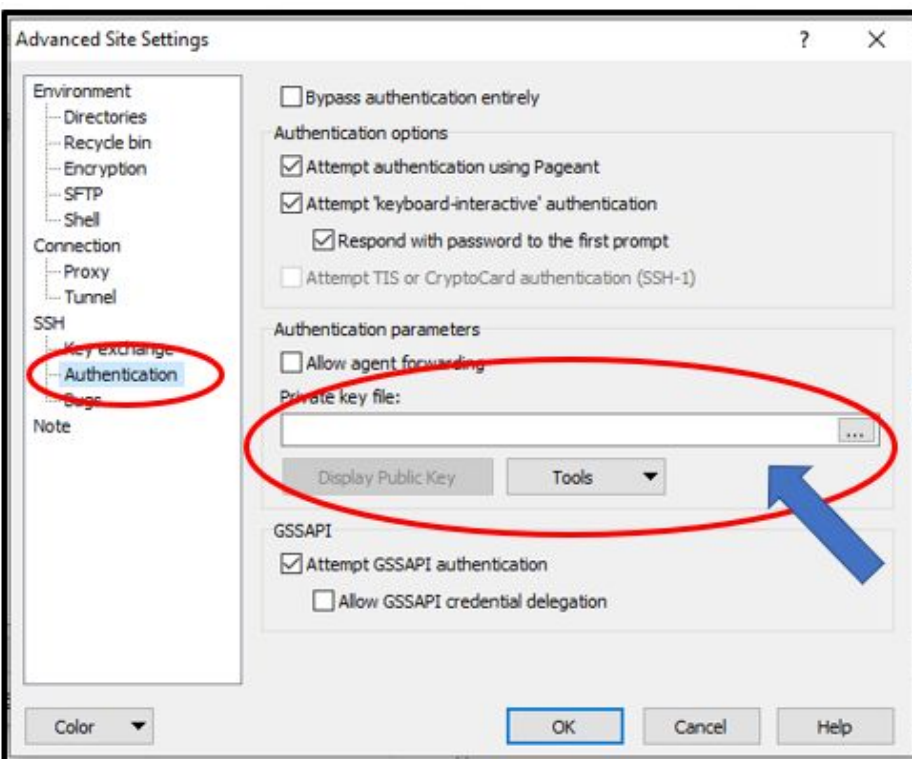 Advanced Site Settings
?
Environment
Directories
Recycle bin
Encryption
SFTP
Shell
Connection
Proxy
Tunnel
SSH
Key exchange
Authentication
Bugs
Note
Bypass authentication entirely
Authentication options
Attempt authentication using Pageant
Attempt 'keyboard-interactive' authentication
Respond with password to the first prompt
Attempt TIS or CryptoCard authentication (SSH-1)
Authentication parameters
Allow agent forwarding
Private key file:
...
Display Public Key
Tools
GSSAPI
Attempt GSSAPI authentication
Allow GSSAPI credential delegation
Color
OK
Cancel
Help